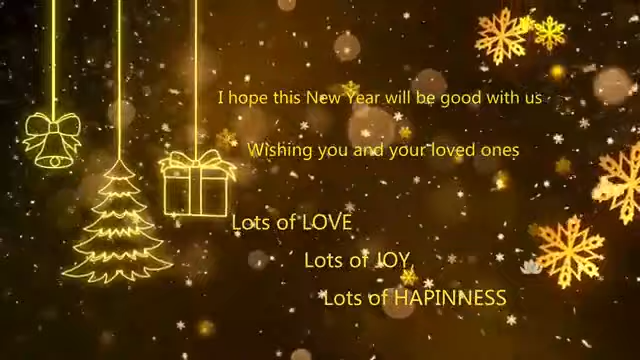 I hope this New Year will be good with us
Wishing you and your loved ones
Lots of LOVE
Lots of JOY
Lots of HAPINNESS